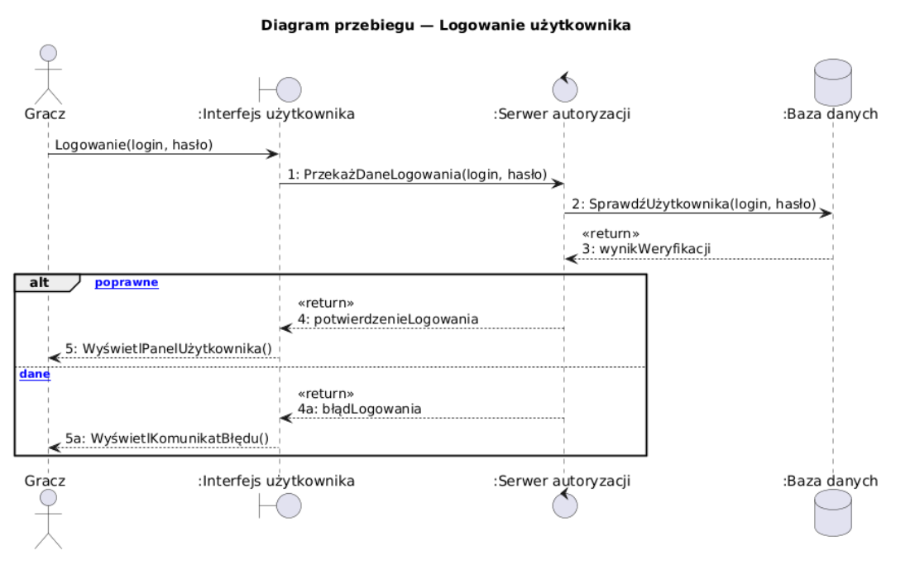 Diagram przebiegu — Logowanie użytkownika
Gracz
:Interfejs użytkownika
:Serwer autoryzacji
:Baza danych
Logowanie(login, hasło)
1: PrzekażDaneLogowania(login, hasło)
2: SprawdźUżytkownika(login, hasło)
«return»
3: wynikWeryfikacji
alt
poprawne
«return»
4: potwierdzenieLogowania
5: WyświetlPanelUżytkownika()
dane
«return»
4a: błądLogowania
5a: WyświetlKomunikatBłędu()
Gracz
:Interfejs użytkownika
:Serwer autoryzacji
:Baza danych